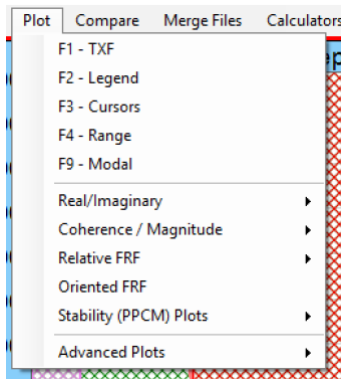 Plot Compare Merge Files Calculators
F1 - TXF
F2 - Legend
F3 - Cursors
F4 - Range
F9 - Modal
Real/Imaginary
Coherence / Magnitude
Relative FRF
Oriented FRF
Stability (PPCM) Plots
Advanced Plots